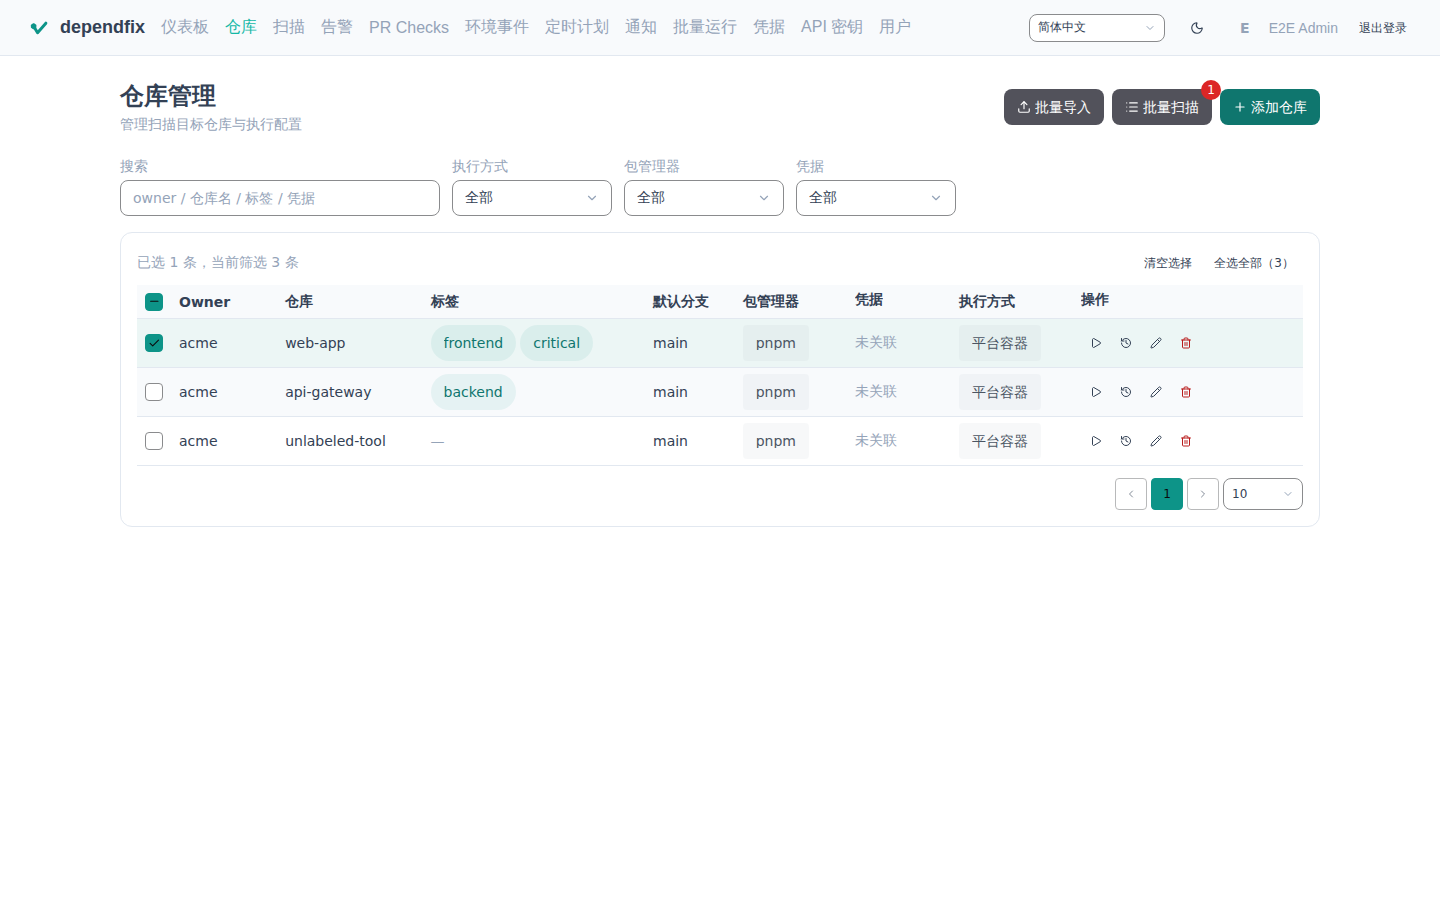 dependfix 仪表板 仓库 扫描 告警 PR Checks 环境事件 定时计划 通知 批量运行 凭据 API 密钥 用户 简体中文 E E2E Admin 退出登录
仓库管理
管理扫描目标仓库与执行配置
批量导入 批量扫描 1 添加仓库
搜索 执行方式 包管理器 凭据
owner / 仓库名 / 标签 / 凭据 全部 全部 全部
已选 1 条，当前筛选 3 条 清空选择 全选全部（3）
Owner 仓库 标签 默认分支 包管理器 凭据 执行方式 操作
acme web-app frontend critical main pnpm 未关联 平台容器
acme api-gateway backend main pnpm 未关联 平台容器
acme unlabeled-tool — main pnpm 未关联 平台容器
1 10